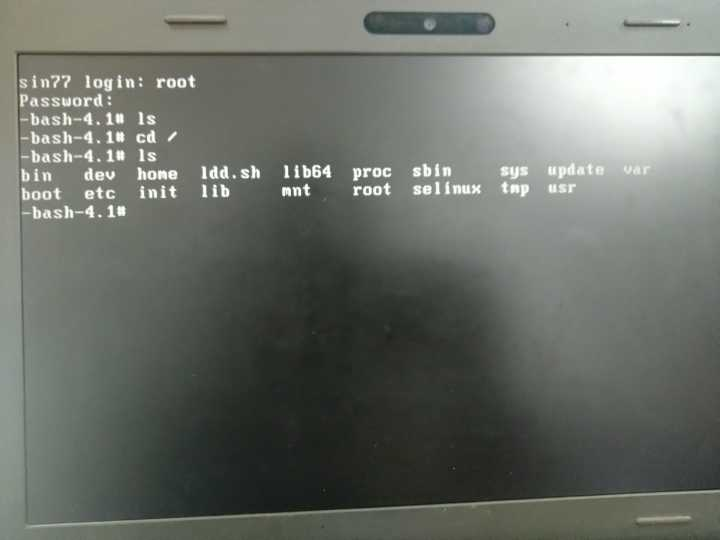 sin77 login: root
Password:
-bash-4.1# ls
-bash-4.1# cd /
-bash-4.1# ls
bin dev home ldd.sh lib64 proc sbin sys update var
boot etc init lib mnt root selinux tmp usr
-bash-4.1#